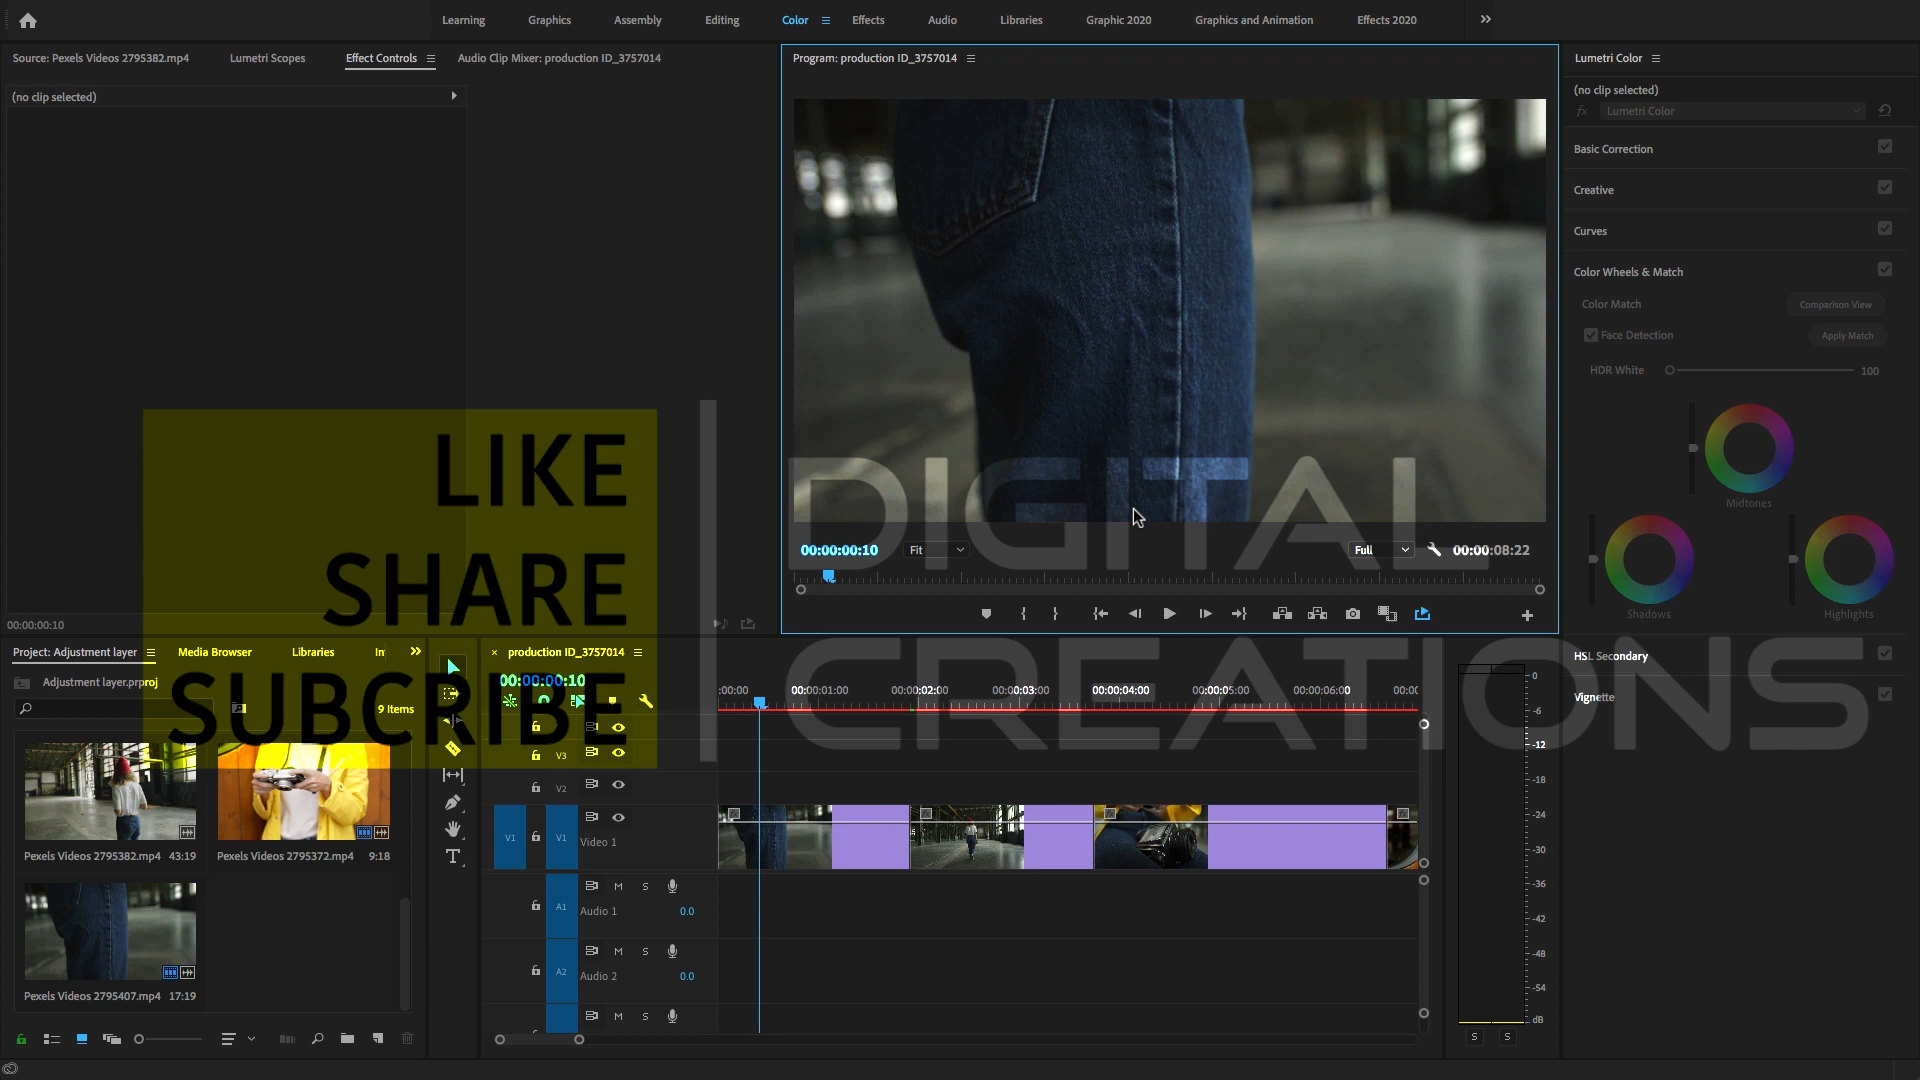 Learning Graphics Assembly Editing Color Effects Audio Libraries Graphic 2020 Graphics and Animation Effects 2020
Source: Pexels Videos 2795382.mp4 Lumetri Scopes Effect Controls Audio Clip Mixer: production ID_3757014
(no clip selected)
00:00:00:10
Program: production ID_3757014
00:00:00:10 Fit Full 00:00:08:22
Lumetri Color
(no clip selected)
fx Lumetri Color
Basic Correction
Creative
Curves
Color Wheels & Match
Color Match Comparison View
Face Detection Apply Match
HDR White 100
Midtones
Shadows Highlights
HSL Secondary
Vignette
LIKE
SHARE
SUBCRIBE
DIGITAL
CREATIONS
Project: Adjustment layer Media Browser Libraries In
Adjustment layer.prproj
9 Items
Pexels Videos 2795382.mp4 43:19 Pexels Videos 2795372.mp4 9:18
Pexels Videos 2795407.mp4 17:19
× production ID_3757014
00:00:00:10
:00:00 00:00:01:00 00:00:02:00 00:00:03:00 00:00:04:00 00:00:05:00 00:00:06:00 00:00
V3
V2
V1 V1 Video 1
A1 M S Audio 1 0.0
A2 M S Audio 2 0.0
M S
0
-6
-12
-18
-24
-30
-36
-42
-48
-54
dB
S S